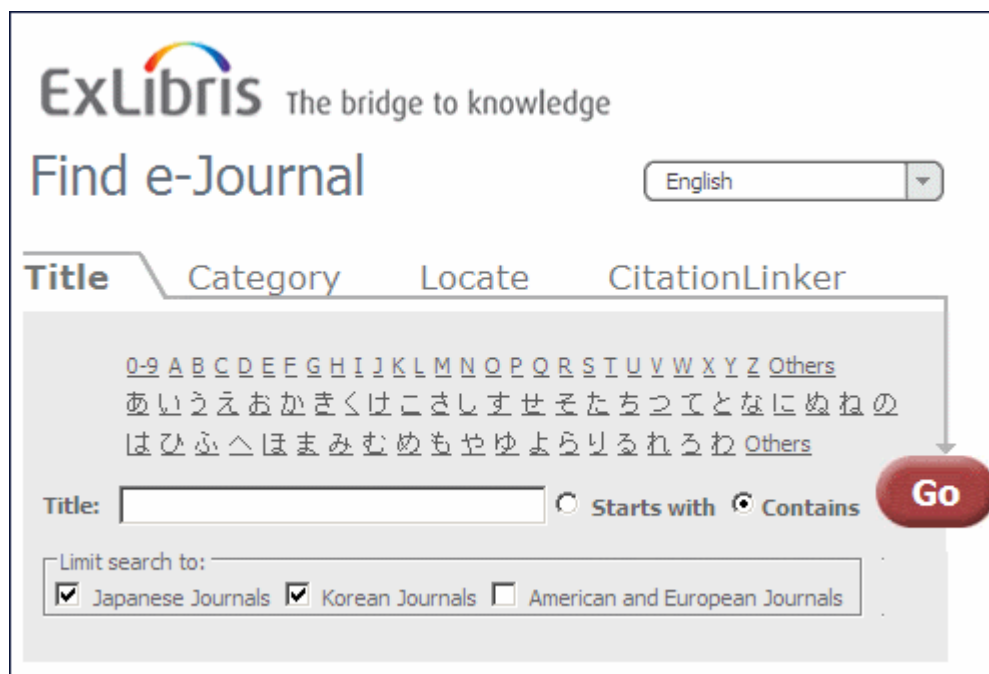 ExLibris The bridge to knowledge
Find e-Journal English
Title Category Locate CitationLinker
0-9 A B C D E F G H I J K L M N O P Q R S T U V W X Y Z Others
あ い う え お か き く け こ さ し す せ そ た ち つ て と な に ぬ ね の
は ひ ふ へ ほ ま み む め も や ゆ よ ら り る れ ろ わ Others
Title: Starts with Contains Go
Limit search to:
Japanese Journals Korean Journals American and European Journals